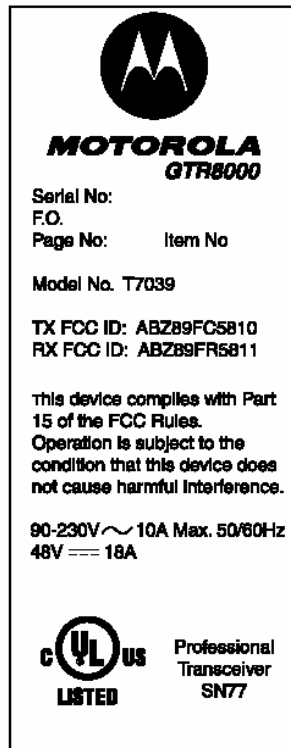 MOTOROLA
GTR8000
Serial No:
F.O.
Page No: Item No
Model No. T7039
TX FCC ID: ABZ89FC5810
RX FCC ID: ABZ89FR5811
This device complies with Part
15 of the FCC Rules.
Operation is subject to the
condition that this device does
not cause harmful interference.
90-230V～10A Max. 50/60Hz
48V ⎓ 18A
C UL US
LISTED
Professional
Transceiver
SN77